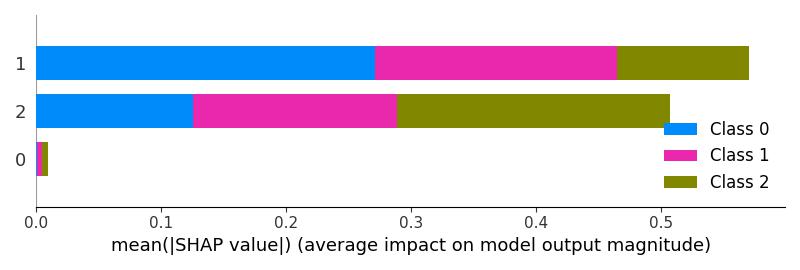 1
2
0
Class 0
Class 1
Class 2
0.0 0.1 0.2 0.3 0.4 0.5
mean(|SHAP value|) (average impact on model output magnitude)